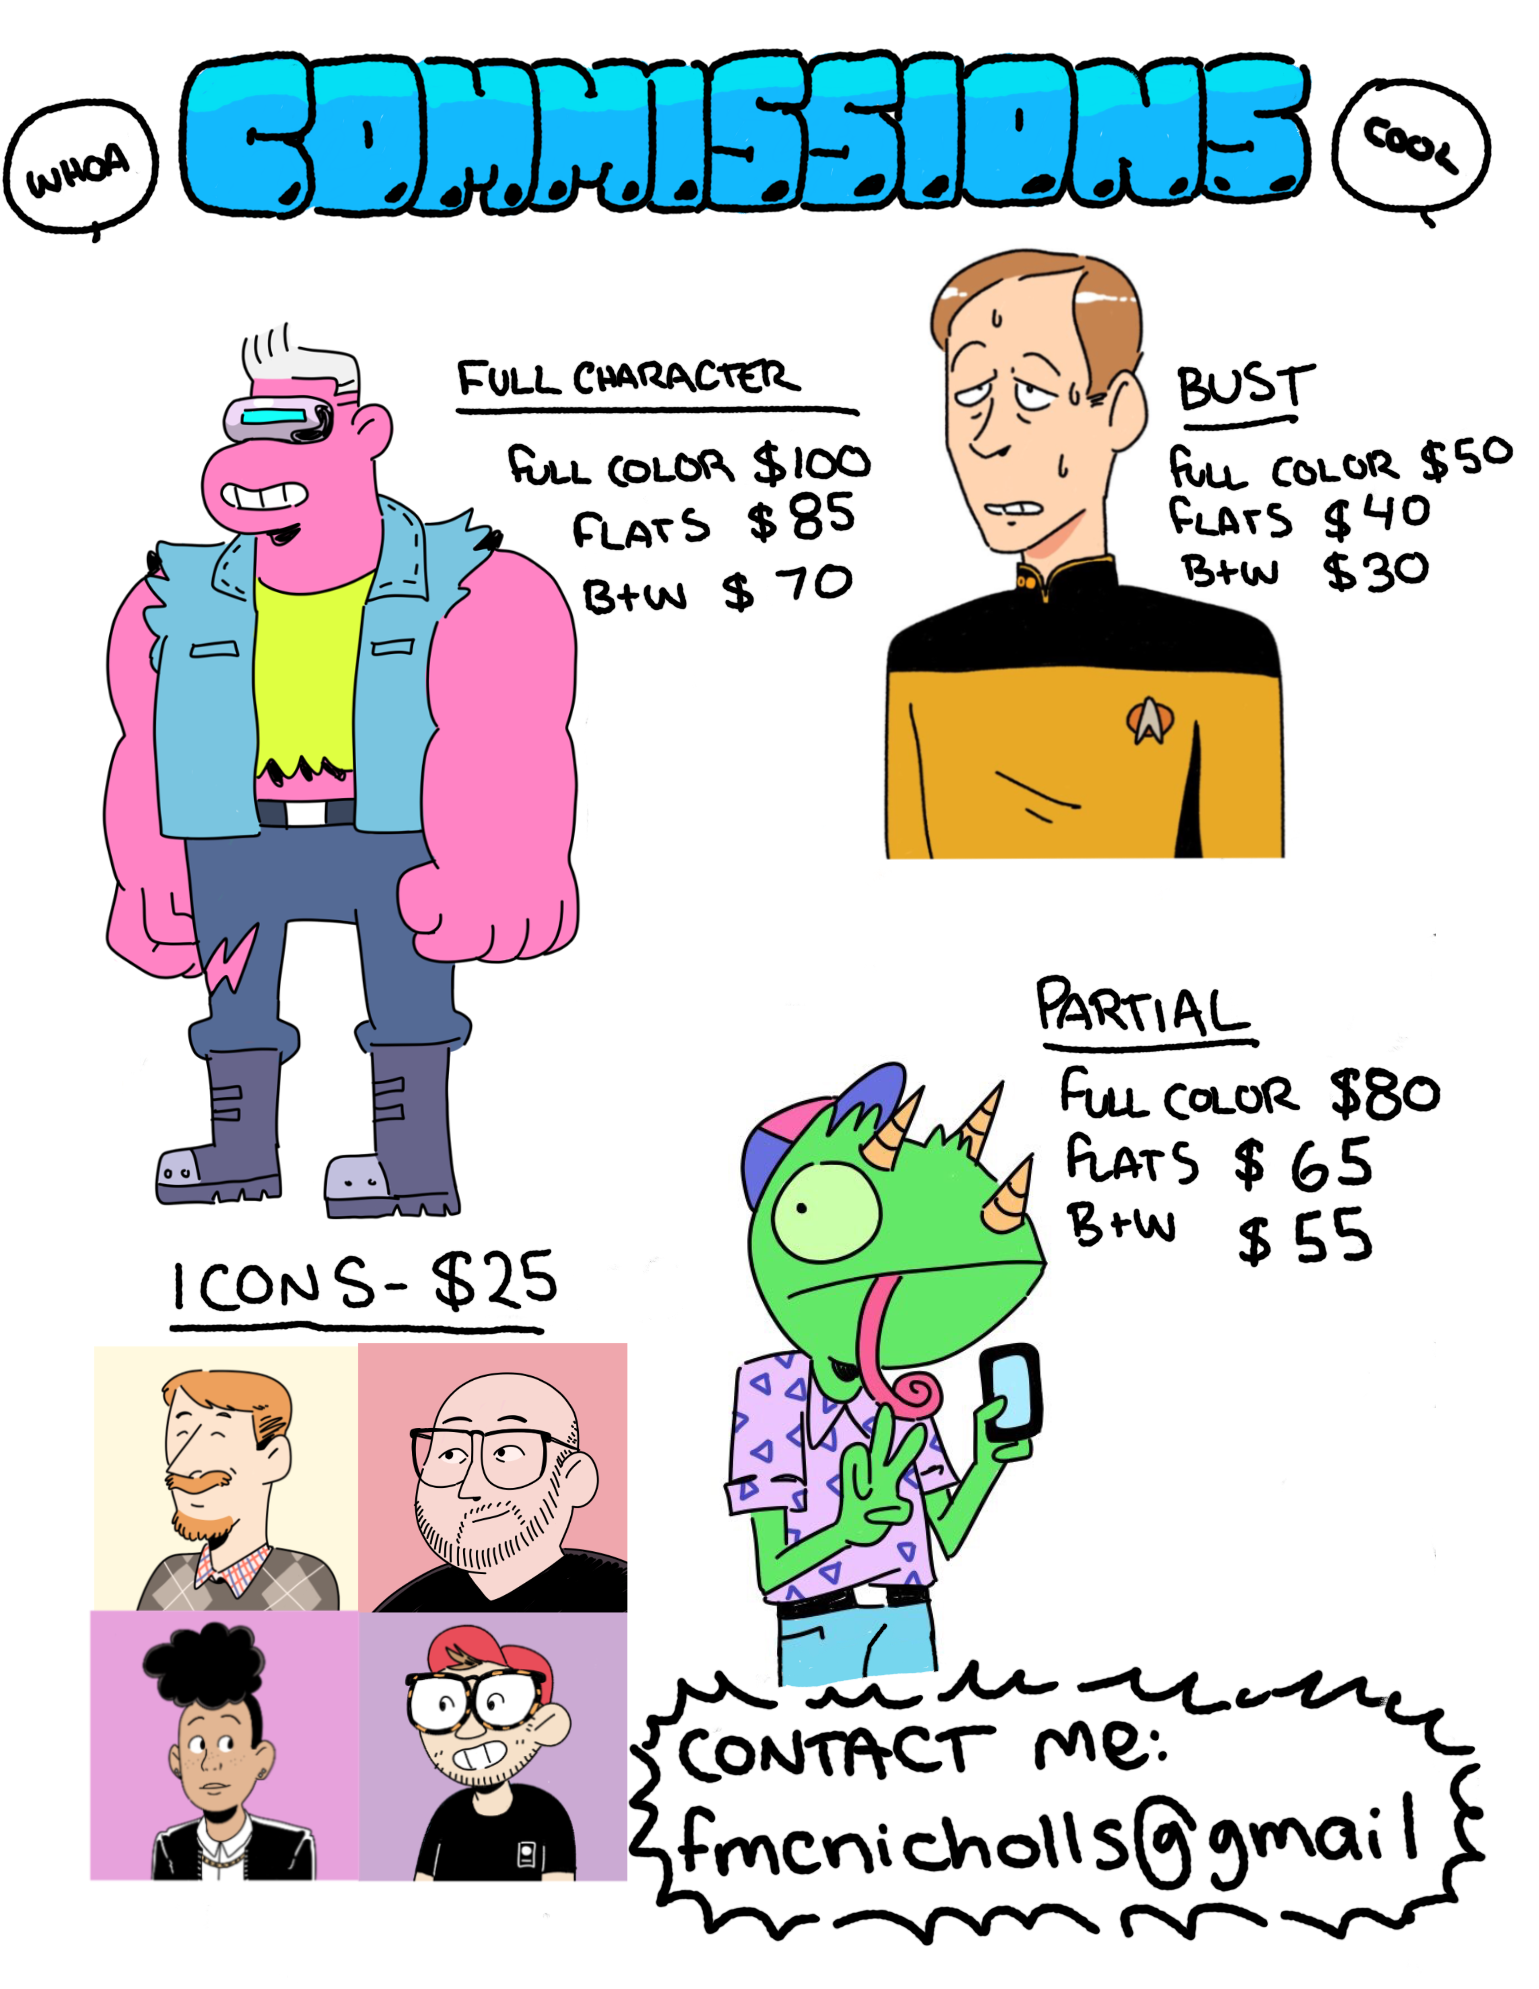 COMMISSIONS
WHOA
COOL
FULL CHARACTER
FULL COLOR $100
FLATS $85
B+W $70
BUST
FULL COLOR $50
FLATS $40
B+W $30
PARTIAL
FULL COLOR $80
FLATS $65
B+W $55
ICONS- $25
CONTACT Me:
fmcnicholls@gmail